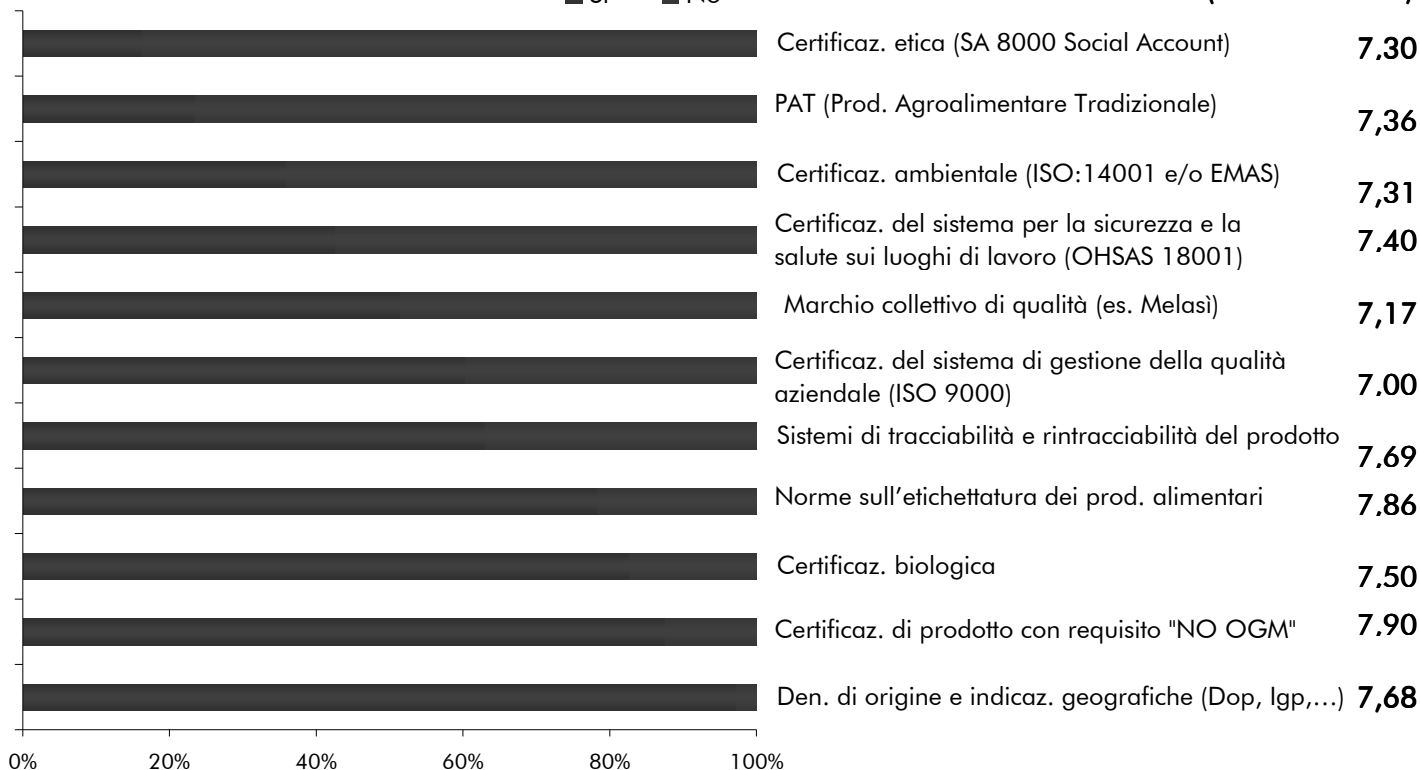 Certificaz. etica (SA 8000 Social Account) 7,30
PAT (Prod. Agroalimentare Tradizionale) 7,36
Certificaz. ambientale (ISO:14001 e/o EMAS) 7,31
Certificaz. del sistema per la sicurezza e la
salute sui luoghi di lavoro (OHSAS 18001) 7,40
Marchio collettivo di qualità (es. Melasì) 7,17
Certificaz. del sistema di gestione della qualità
aziendale (ISO 9000) 7,00
Sistemi di tracciabilità e rintracciabilità del prodotto 7,69
Norme sull'etichettatura dei prod. alimentari 7,86
Certificaz. biologica 7,50
Certificaz. di prodotto con requisito "NO OGM" 7,90
Den. di origine e indicaz. geografiche (Dop, Igp,...) 7,68
0% 20% 40% 60% 80% 100%